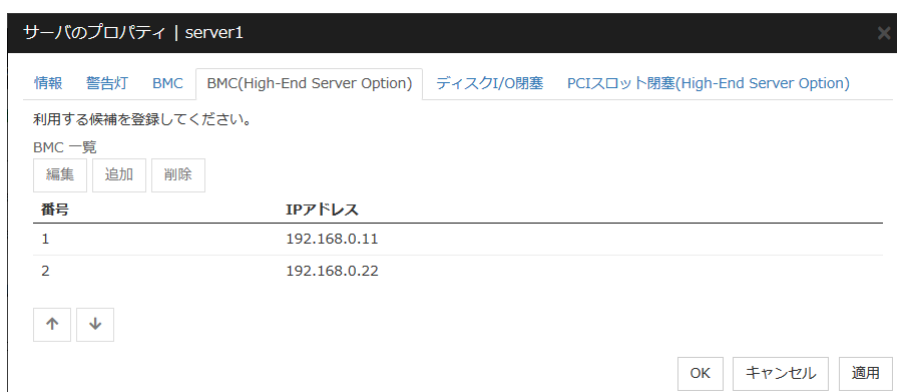 サーバのプロパティ | server1
情報 警告灯 BMC BMC(High-End Server Option) ディスクI/O閉塞 PCIスロット閉塞(High-End Server Option)
利用する候補を登録してください。
BMC 一覧
編集 追加 削除
番号 IPアドレス
1 192.168.0.11
2 192.168.0.22
OK キャンセル 適用